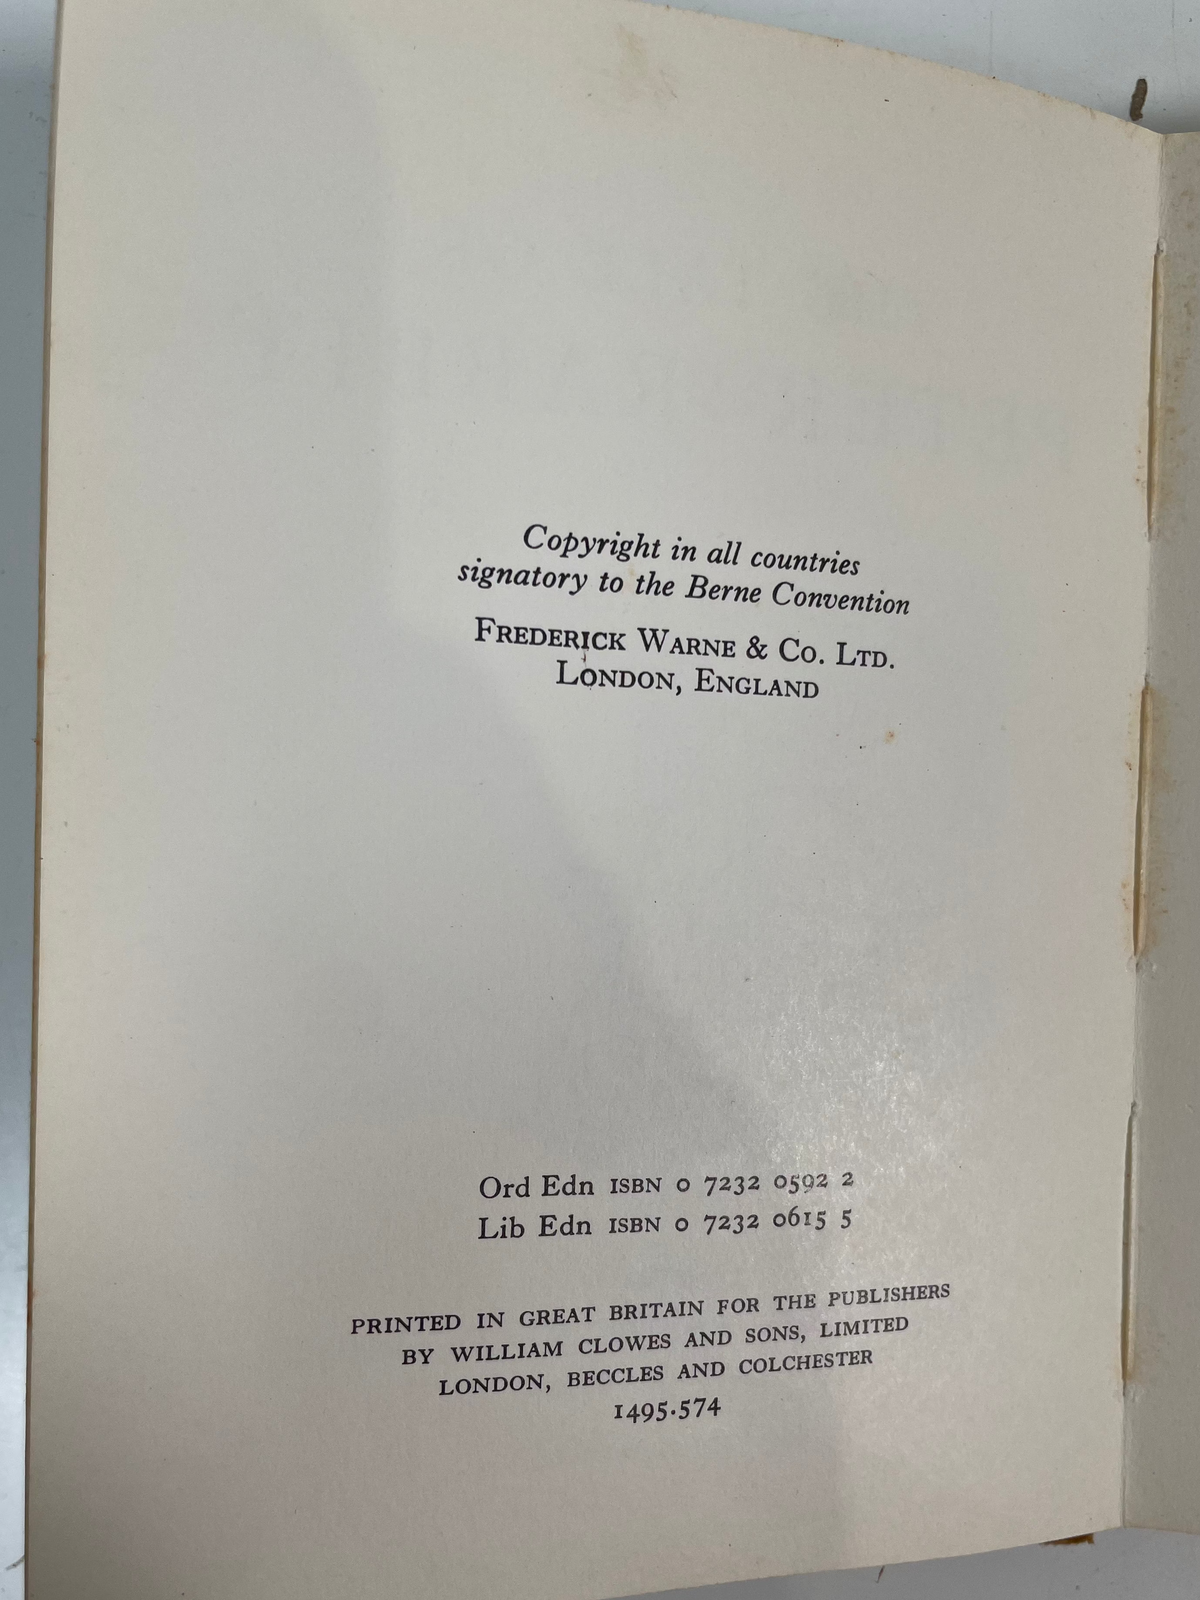 Copyright in all countries
signatory to the Berne Convention
FREDERICK WARNE & CO. LTD.
LONDON, ENGLAND
Ord Edn ISBN 0 7232 0592 2
Lib Edn ISBN 0 7232 0615 5
PRINTED IN GREAT BRITAIN FOR THE PUBLISHERS
BY WILLIAM CLOWES AND SONS, LIMITED
LONDON, BECCLES AND COLCHESTER
1495·574